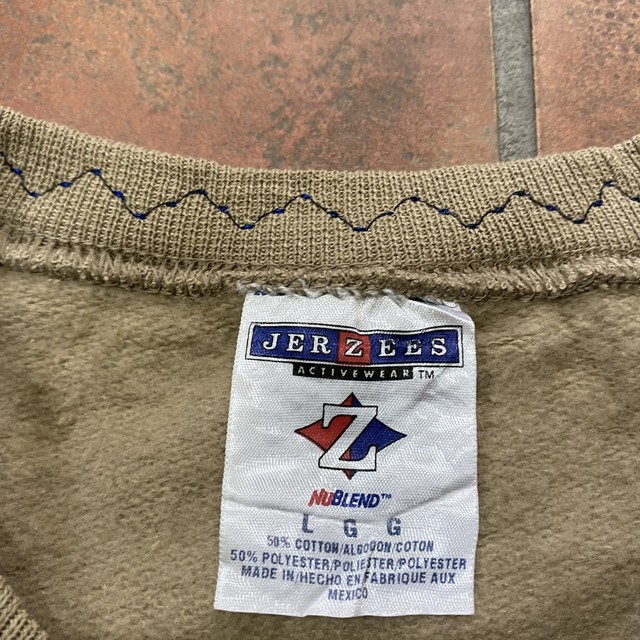 JERZEES
ACTIVEWEAR TM
Z
NUBLEND™
L G G
50% COTTON/ALGODON/COTON
50% POLYESTER/POLIESTER/POLYESTER
MADE IN/HECHO EN/FABRIQUE AUX
MEXICO